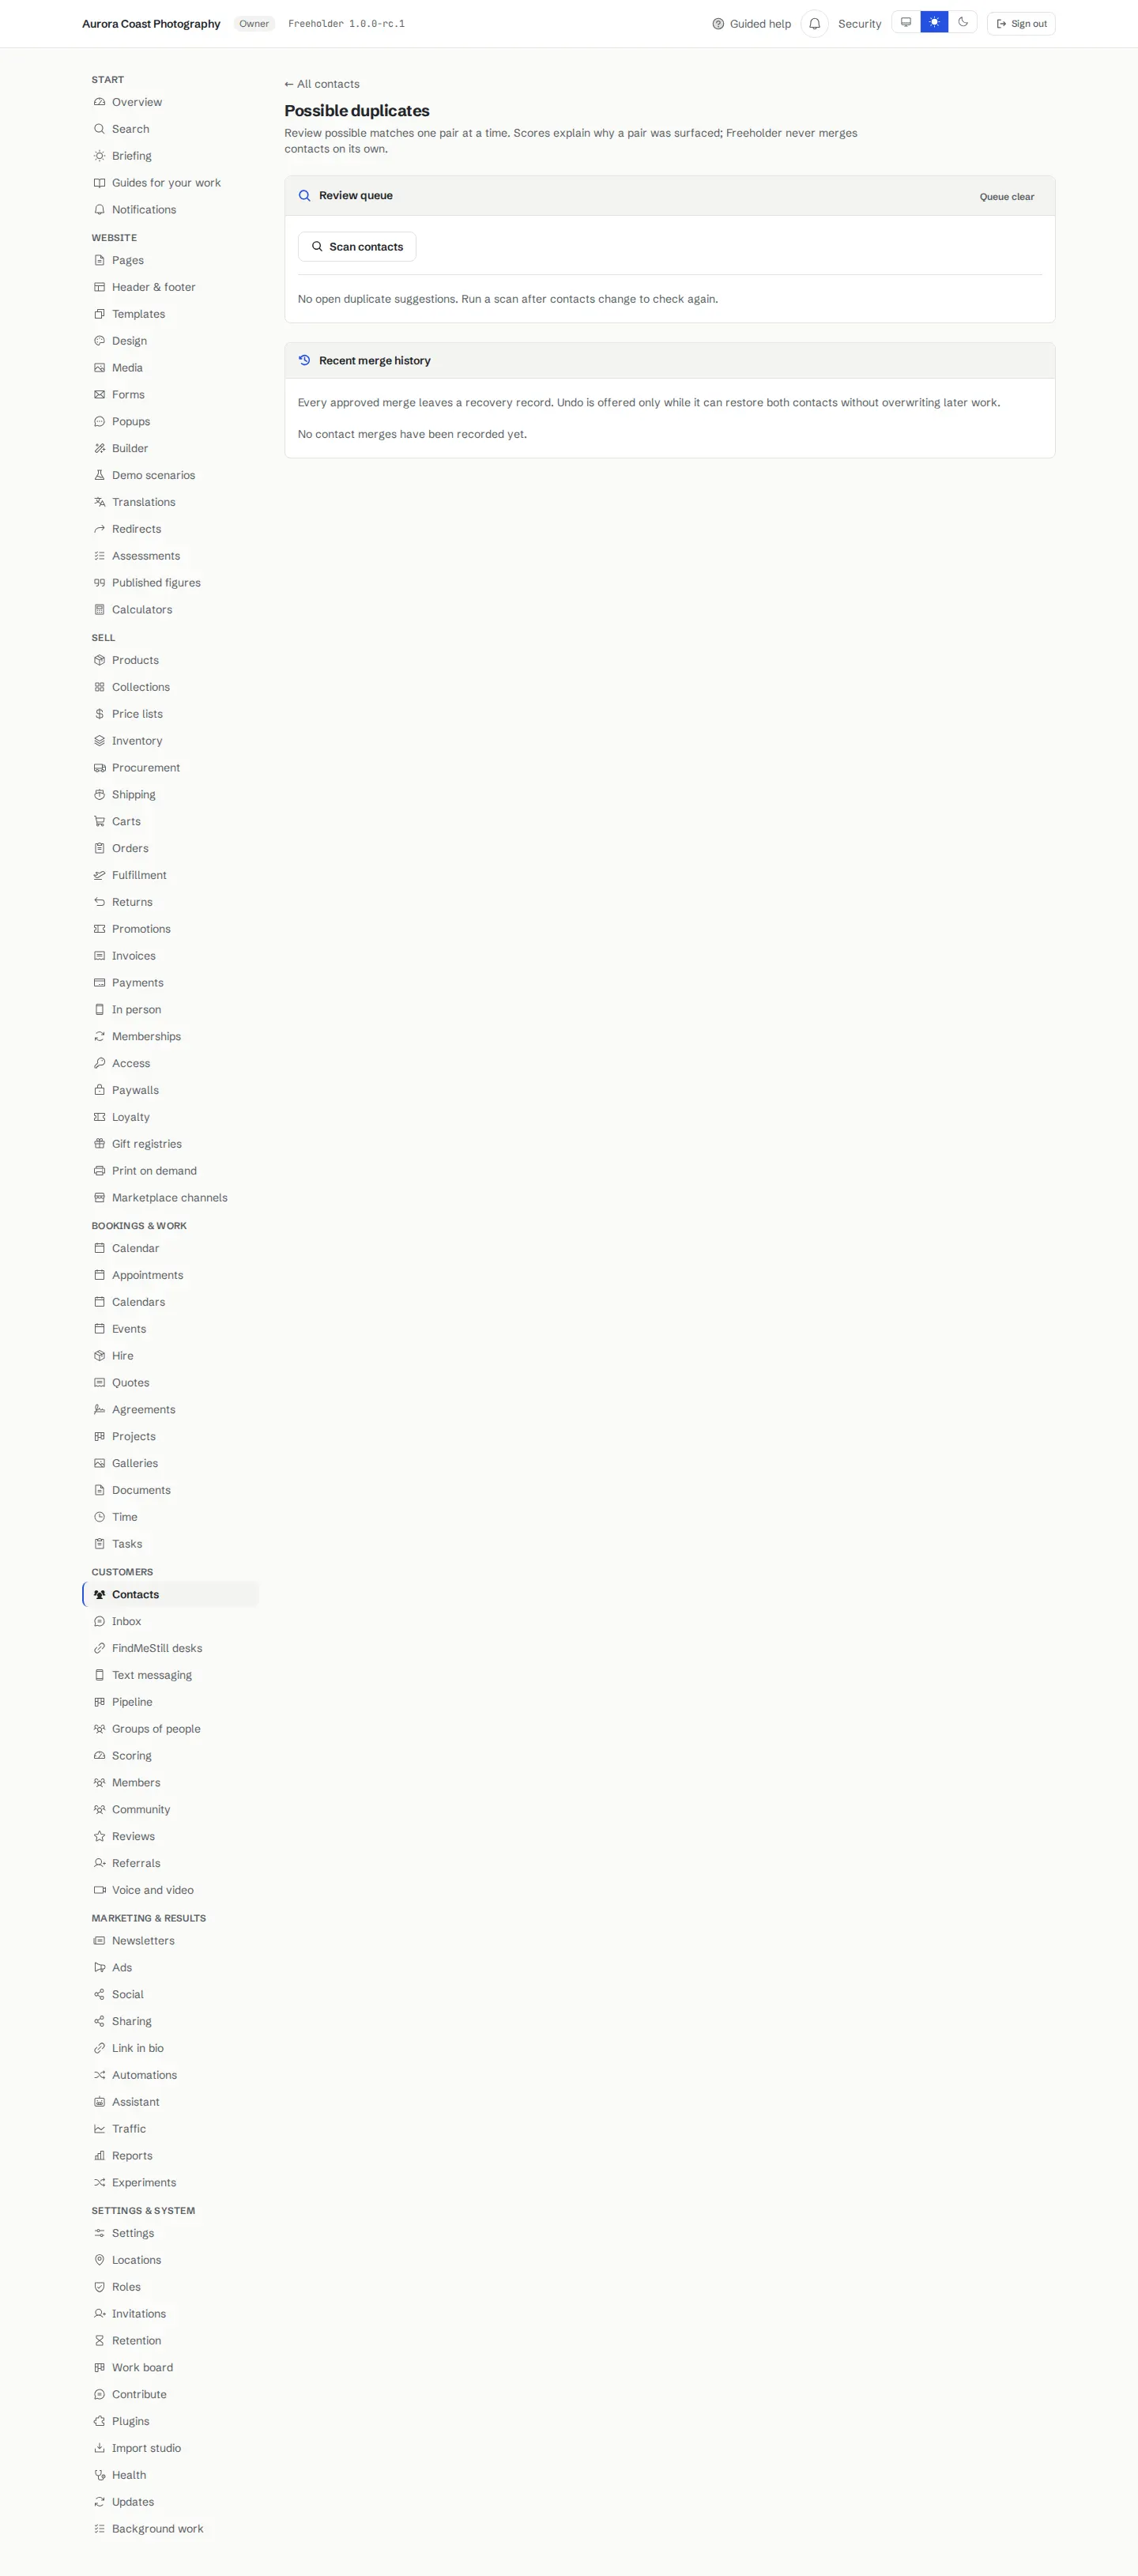 Aurora Coast Photography Owner Freeholder 1.0.0-rc.1 Guided help Security Sign out
START
Overview
Search
Briefing
Guides for your work
Notifications
WEBSITE
Pages
Header & footer
Templates
Design
Media
Forms
Popups
Builder
Demo scenarios
Translations
Redirects
Assessments
Published figures
Calculators
SELL
Products
Collections
Price lists
Inventory
Procurement
Shipping
Carts
Orders
Fulfillment
Returns
Promotions
Invoices
Payments
In person
Memberships
Access
Paywalls
Loyalty
Gift registries
Print on demand
Marketplace channels
BOOKINGS & WORK
Calendar
Appointments
Calendars
Events
Hire
Quotes
Agreements
Projects
Galleries
Documents
Time
Tasks
CUSTOMERS
Contacts
Inbox
FindMeStill desks
Text messaging
Pipeline
Groups of people
Scoring
Members
Community
Reviews
Referrals
Voice and video
MARKETING & RESULTS
Newsletters
Ads
Social
Sharing
Link in bio
Automations
Assistant
Traffic
Reports
Experiments
SETTINGS & SYSTEM
Settings
Locations
Roles
Invitations
Retention
Work board
Contribute
Plugins
Import studio
Health
Updates
Background work
← All contacts
Possible duplicates
Review possible matches one pair at a time. Scores explain why a pair was surfaced; Freeholder never merges
contacts on its own.
Review queue Queue clear
Scan contacts
No open duplicate suggestions. Run a scan after contacts change to check again.
Recent merge history
Every approved merge leaves a recovery record. Undo is offered only while it can restore both contacts without overwriting later work.
No contact merges have been recorded yet.